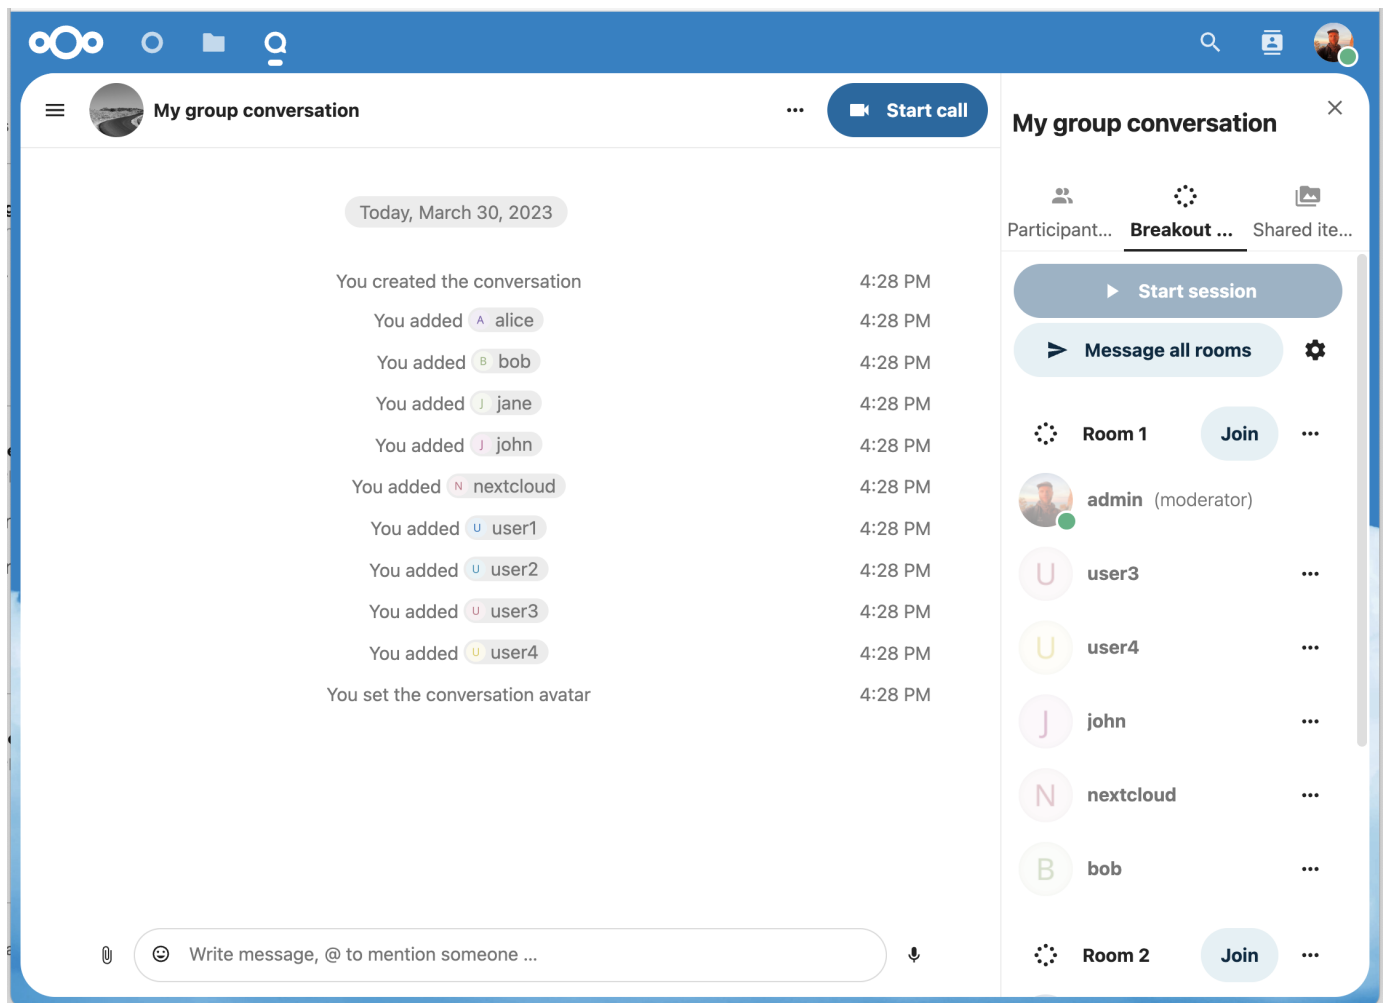 My group conversation
Start call
Today, March 30, 2023
You created the conversation 4:28 PM
You added A alice 4:28 PM
You added B bob 4:28 PM
You added J jane 4:28 PM
You added J john 4:28 PM
You added N nextcloud 4:28 PM
You added U user1 4:28 PM
You added U user2 4:28 PM
You added U user3 4:28 PM
You added U user4 4:28 PM
You set the conversation avatar 4:28 PM
Write message, @ to mention someone ...
My group conversation
Participant... Breakout ... Shared ite...
Start session
Message all rooms
Room 1 Join
admin (moderator)
U user3
U user4
J john
N nextcloud
B bob
Room 2 Join